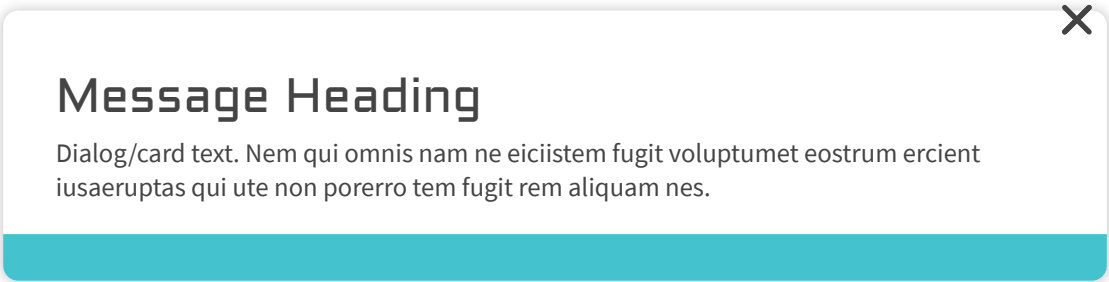 Message Heading
Dialog/card text. Nem qui omnis nam ne eiciistem fugit voluptumet eostrum ercient
iusaeruptas qui ute non porerro tem fugit rem aliquam nes.